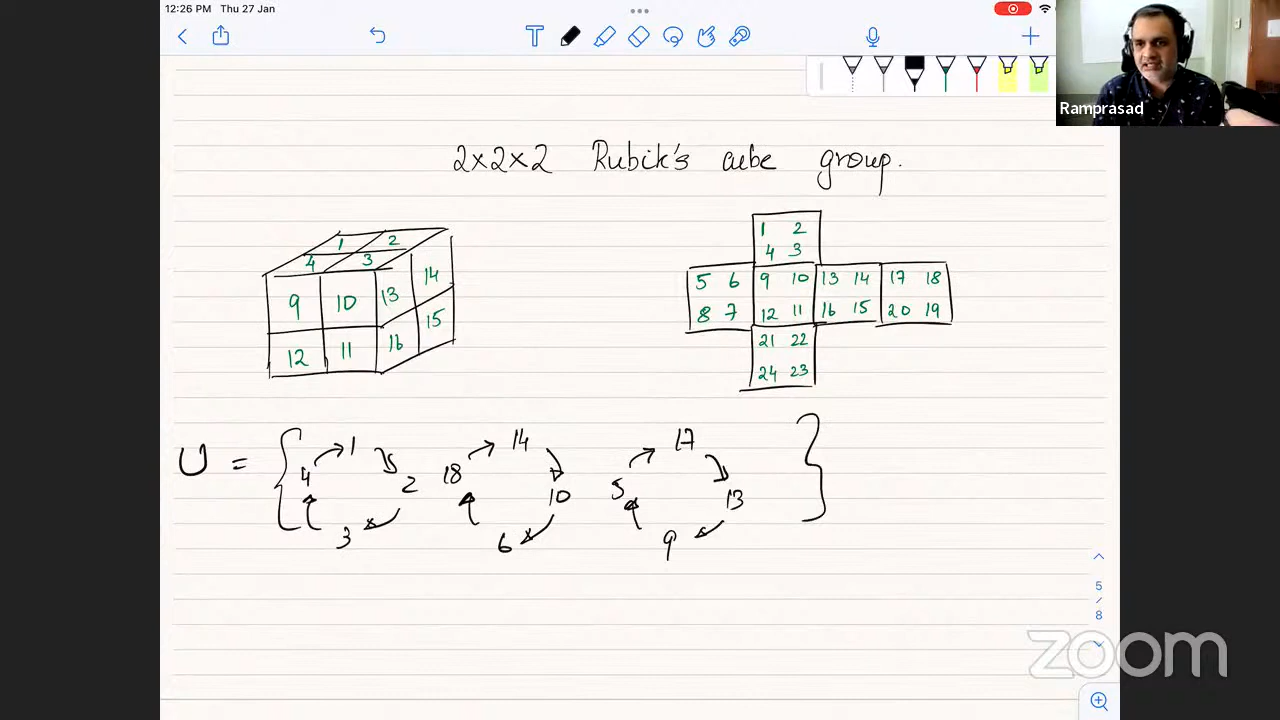 12:26 PM Thu 27 Jan
Ramprasad
2×2×2 Rubik's cube group.
1 2
4 3
9 10 13 14
12 11 16 15
1 2
4 3
5 6 9 10 13 14 17 18
8 7 12 11 16 15 20 19
21 22
24 23
U = { 4 1 2 3 18 14 10 6 5 17 13 9 }
5
/
8
zoom